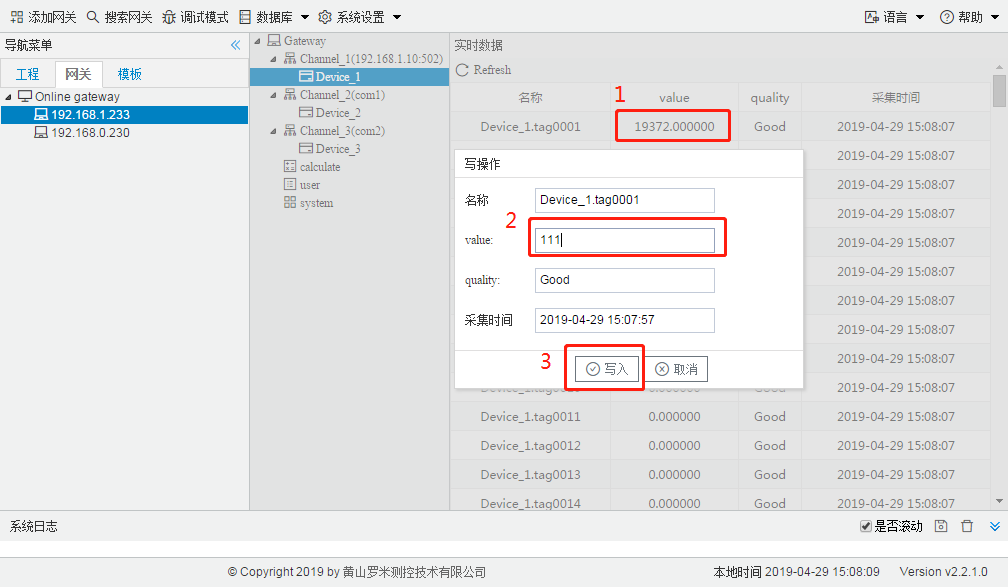 添加网关 搜索网关 调试模式 数据库 系统设置 语言 帮助
导航菜单
工程 网关 模板
Online gateway
192.168.1.233
192.168.0.230
Gateway
Channel_1(192.168.1.10:502)
Device_1
Channel_2(com1)
Device_2
Channel_3(com2)
Device_3
calculate
user
system
实时数据
Refresh
名称 value quality 采集时间
1
Device_1.tag0001 19372.000000 Good 2019-04-29 15:08:07
2019-04-29 15:08:07
2019-04-29 15:08:07
2019-04-29 15:08:07
2019-04-29 15:08:07
2019-04-29 15:08:07
2019-04-29 15:08:07
2019-04-29 15:08:07
2019-04-29 15:08:07
写操作
名称 Device_1.tag0001
2
value: 111
quality: Good
采集时间 2019-04-29 15:07:57
3
写入 取消
Device_1.tag0010 0.000000 Good 2019-04-29 15:08:07
Device_1.tag0011 0.000000 Good 2019-04-29 15:08:07
Device_1.tag0012 0.000000 Good 2019-04-29 15:08:07
Device_1.tag0013 0.000000 Good 2019-04-29 15:08:07
Device_1.tag0014 0.000000 Good 2019-04-29 15:08:07
系统日志 是否滚动
© Copyright 2019 by 黄山罗米测控技术有限公司 本地时间 2019-04-29 15:08:09 Version v2.2.1.0